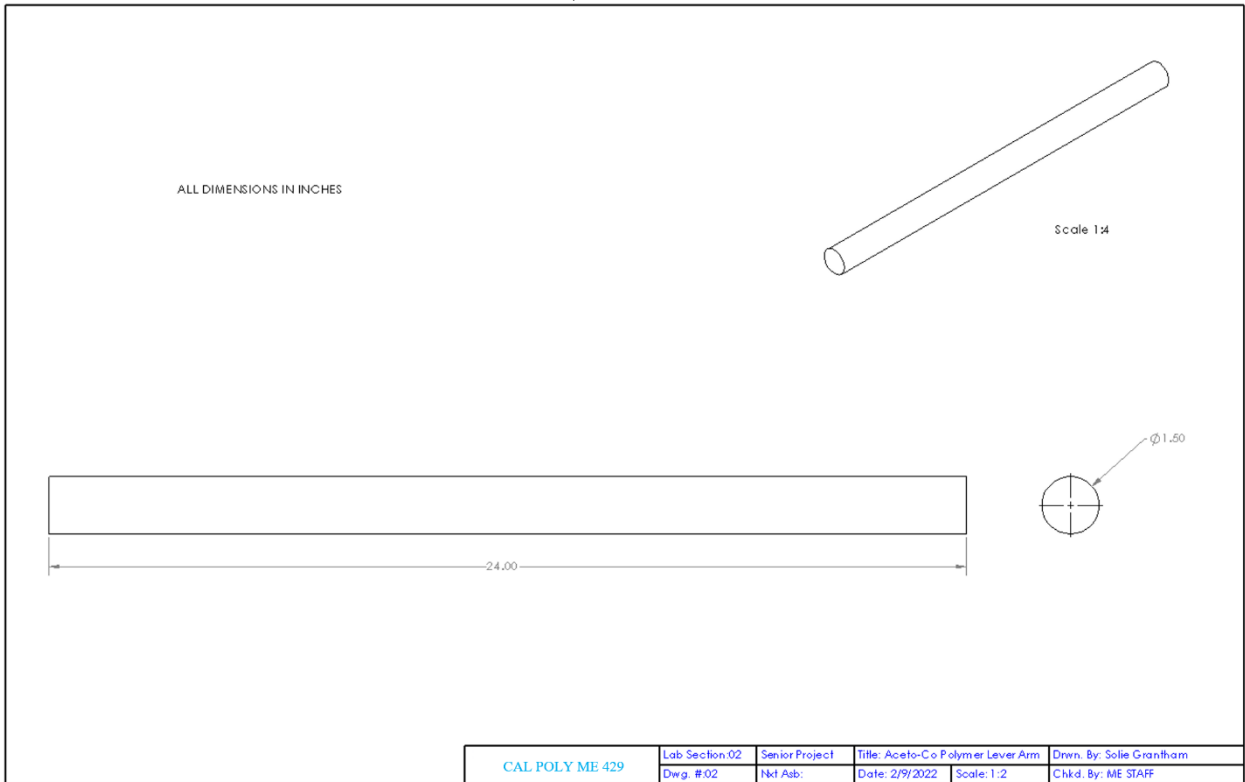 ALL DIMENSIONS IN INCHES
Scale 1:4
Ø1.50
24.00
CAL POLY ME 429
Lab Section:02
Senior Project
Title: Aceto-Co Polymer Lever Arm
Drwn. By: Solie Grantham
Dwg. #:02
Nxt Asb:
Date: 2/9/2022
Scale: 1:2
Chkd. By: ME STAFF